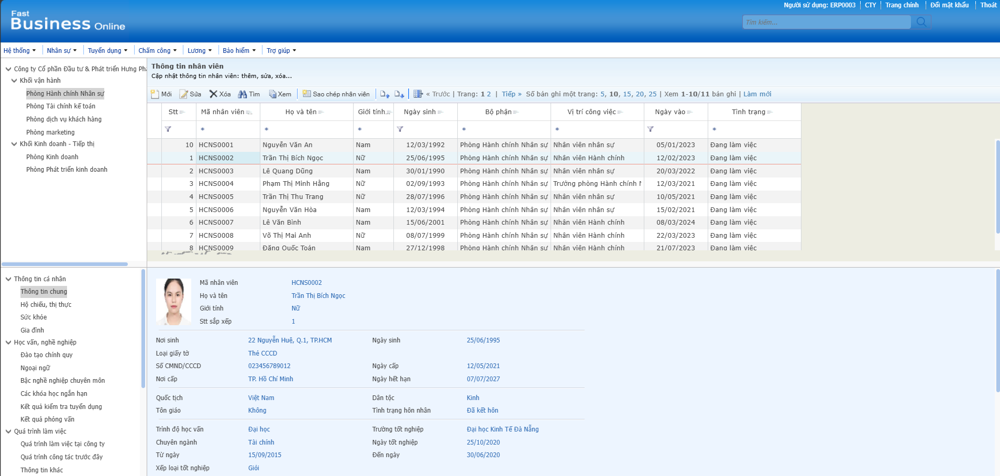 Người sử dụng: ERP0003 | CTY | Trang chính | Đổi mật khẩu | Thoát
Fast
Business Online
Tìm kiếm...
Hệ thống | Nhân sự | Tuyển dụng | Chấm công | Lương | Bảo hiểm | Trợ giúp
Công ty Cổ phần Đầu tư & Phát triển Hưng Phá
Khối vận hành
Phòng Hành chính Nhân sự
Phòng Tài chính kế toán
Phòng dịch vụ khách hàng
Phòng marketing
Khối Kinh doanh - Tiếp thị
Phòng Kinh doanh
Phòng Phát triển kinh doanh
Thông tin nhân viên
Cập nhật thông tin nhân viên: thêm, sửa, xóa...
Mới Sửa Xóa Tìm Xem Sao chép nhân viên « Trước | Trang: 1 2 | Tiếp » Số bản ghi một trang: 5, 10, 15, 20, 25 | Xem 1-10/11 bản ghi | Làm mới
Stt Mã nhân viên ... Họ và tên Giới tính... Ngày sinh Bộ phận Vị trí công việc Ngày vào Tình trạng
* * * * * *
10 HCNS0001 Nguyễn Văn An Nam 12/03/1992 Phòng Hành chính Nhân sự Nhân viên nhân sự 05/01/2023 Đang làm việc
1 HCNS0002 Trần Thị Bích Ngọc Nữ 25/06/1995 Phòng Hành chính Nhân sự Nhân viên Hành chính 12/02/2023 Đang làm việc
2 HCNS0003 Lê Quang Dũng Nam 30/01/1990 Phòng Hành chính Nhân sự Nhân viên nhân sự 20/03/2022 Đang làm việc
3 HCNS0004 Phạm Thị Minh Hằng Nữ 02/09/1993 Phòng Hành chính Nhân sự Trưởng phòng Hành chính N 12/03/2021 Đang làm việc
4 HCNS0005 Trần Thị Thu Trang Nữ 28/07/1996 Phòng Hành chính Nhân sự Nhân viên nhân sự 10/05/2021 Đang làm việc
5 HCNS0006 Nguyễn Văn Hòa Nam 12/03/1994 Phòng Hành chính Nhân sự Nhân viên nhân sự 15/02/2021 Đang làm việc
6 HCNS0007 Lê Văn Bình Nam 15/06/2001 Phòng Hành chính Nhân sự Nhân viên Hành chính 08/03/2024 Đang làm việc
7 HCNS0008 Võ Thị Mai Anh Nữ 08/07/1999 Phòng Hành chính Nhân sự Nhân viên Hành chính 22/03/2023 Đang làm việc
8 HCNS0009 Đặng Quốc Toản Nam 27/12/1998 Phòng Hành chính Nhân sự Nhân viên Hành chính 21/07/2023 Đang làm việc
Thông tin cá nhân
Thông tin chung
Hộ chiếu, thị thực
Sức khỏe
Gia đình
Học vấn, nghề nghiệp
Đào tạo chính quy
Ngoại ngữ
Bậc nghề nghiệp chuyên môn
Các khóa học ngắn hạn
Kết quả kiểm tra tuyển dụng
Kết quả phỏng vấn
Quá trình làm việc
Quá trình làm việc tại công ty
Quá trình công tác trước đây
Thông tin khác
Mã nhân viên HCNS0002
Họ và tên Trần Thị Bích Ngọc
Giới tính Nữ
Stt sắp xếp 1
Nơi sinh 22 Nguyễn Huệ, Q.1, TP.HCM Ngày sinh 25/06/1995
Loại giấy tờ Thẻ CCCD
Số CMND/CCCD 023456789012 Ngày cấp 12/05/2021
Nơi cấp TP. Hồ Chí Minh Ngày hết hạn 07/07/2027
Quốc tịch Việt Nam Dân tộc Kinh
Tôn giáo Không Tình trạng hôn nhân Đã kết hôn
Trình độ học vấn Đại học Trường tốt nghiệp Đại học Kinh Tế Đà Nẵng
Chuyên ngành Tài chính Ngày tốt nghiệp 25/10/2020
Từ ngày 15/09/2015 Đến ngày 30/06/2020
Xếp loại tốt nghiệp Giỏi